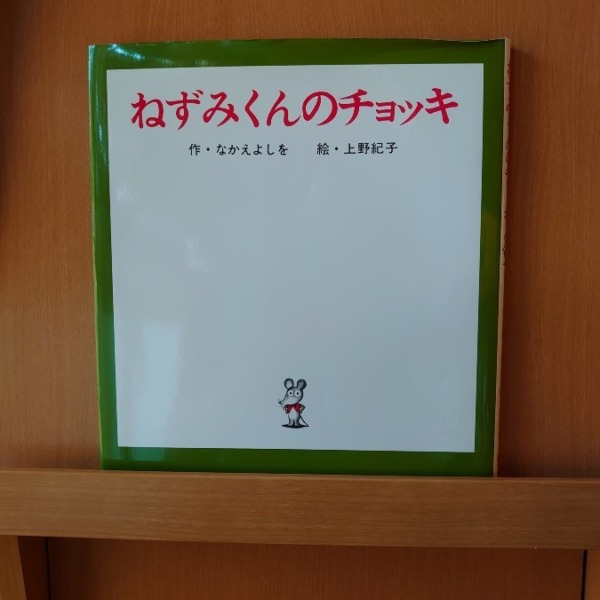 ねずみくんのチョッキ
作・なかえよしを　絵・上野紀子